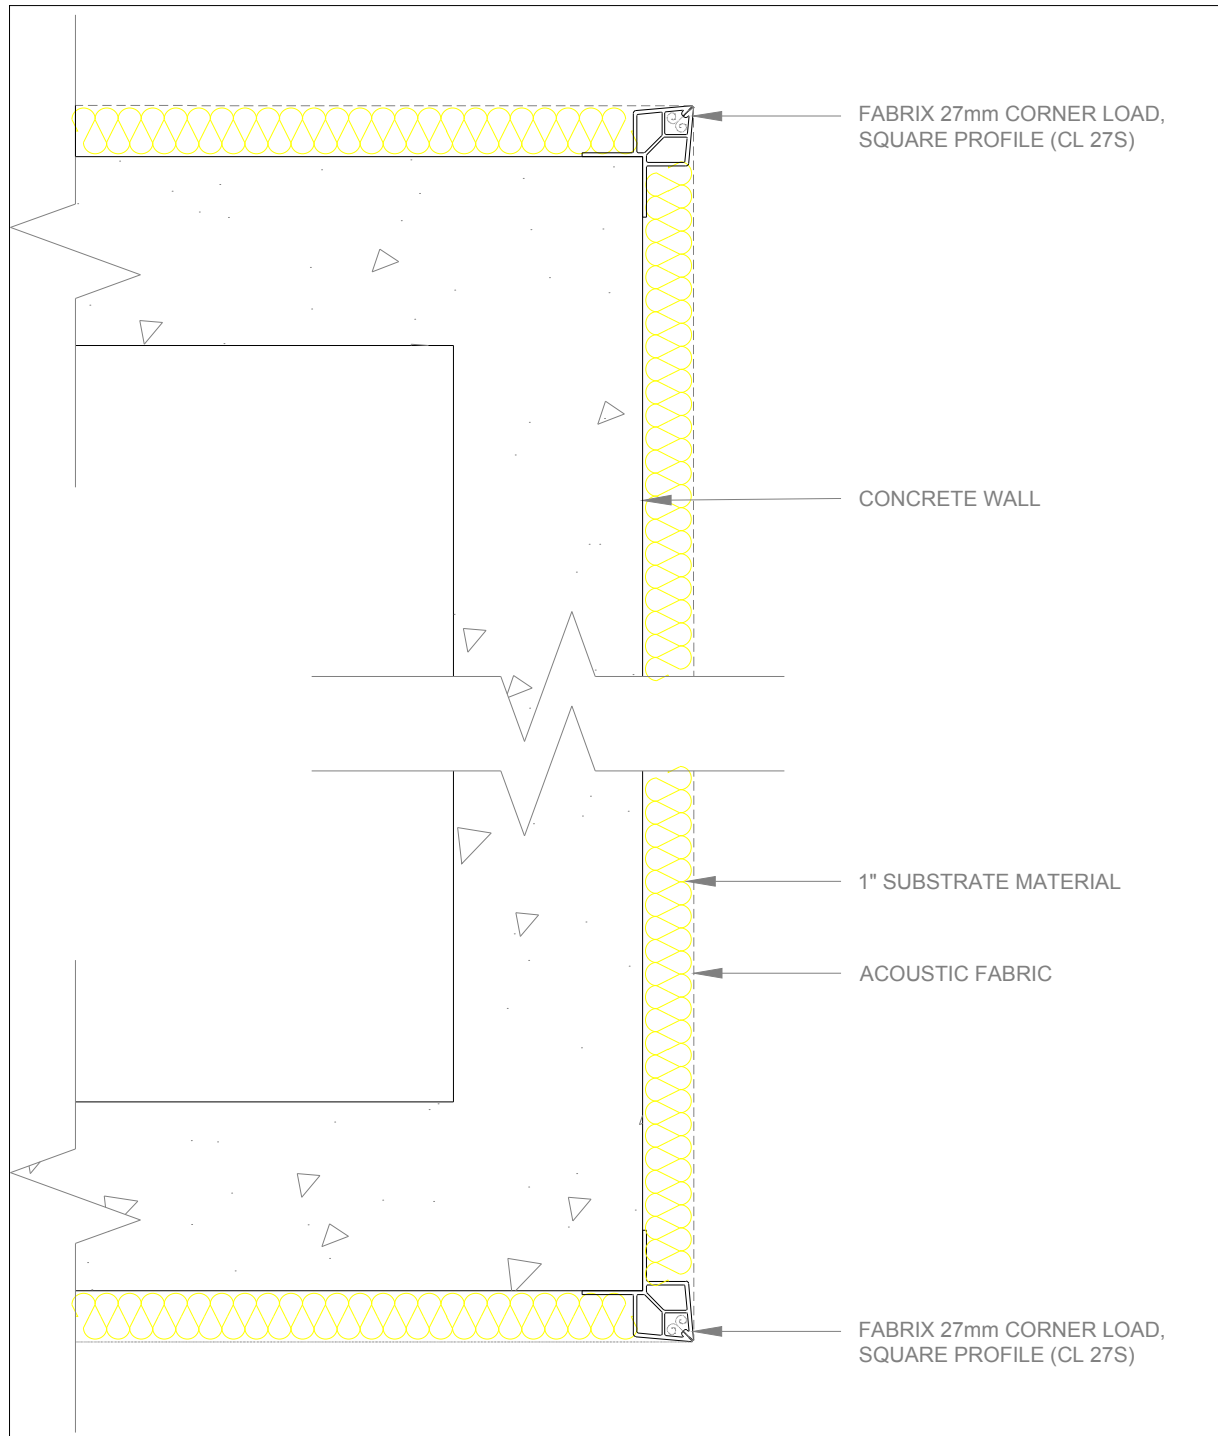 FABRIX 27mm CORNER LOAD,
SQUARE PROFILE (CL 27S)
CONCRETE WALL
1" SUBSTRATE MATERIAL
ACOUSTIC FABRIC
FABRIX 27mm CORNER LOAD,
SQUARE PROFILE (CL 27S)